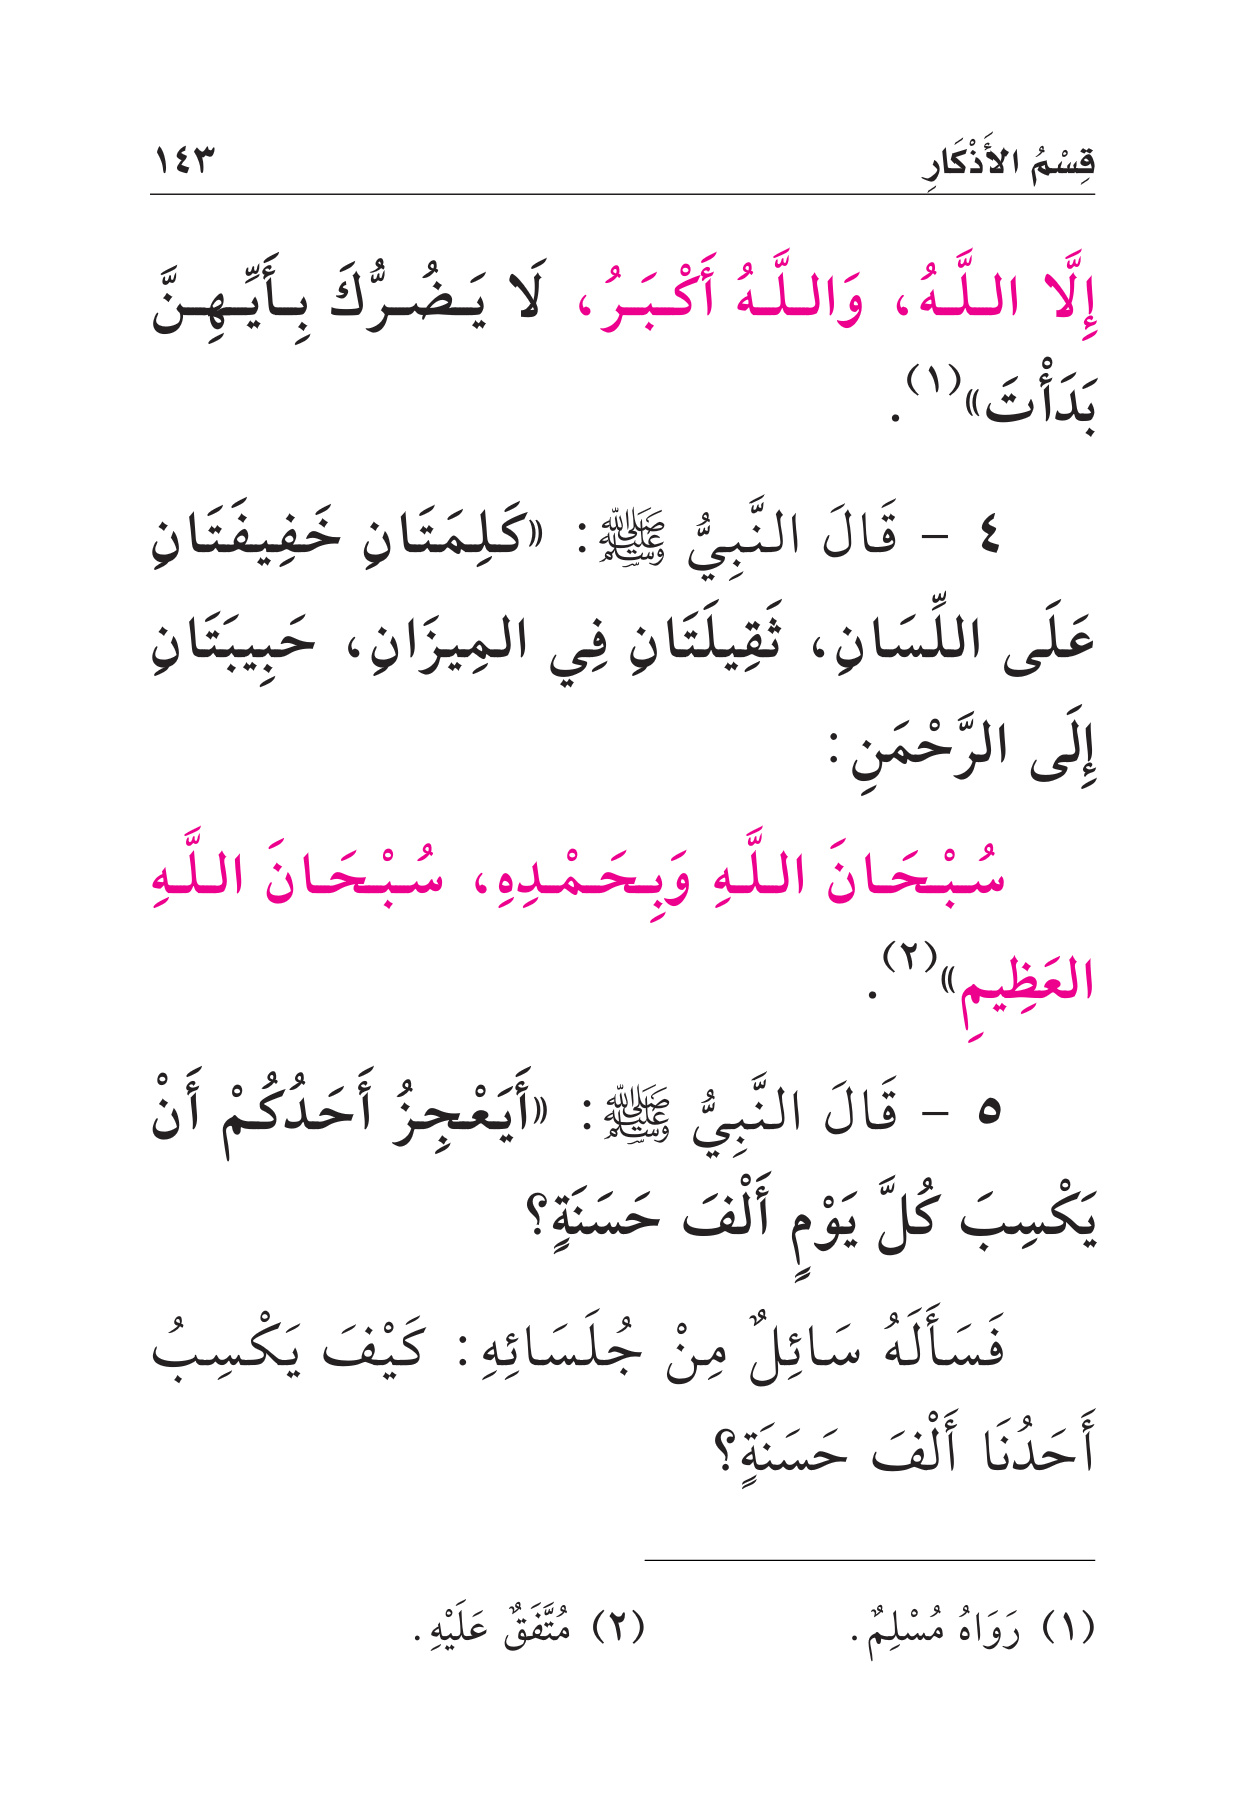 قِسْمُ الأَذْكَارِ ١٤٣
إِلَّا اللَّهُ، وَاللَّهُ أَكْبَرُ، لَا يَضُرُّكَ بِأَيِّهِنَّ
بَدَأْتَ»(١).
٤ - قَالَ النَّبِيُّ ﷺ: «كَلِمَتَانِ خَفِيفَتَانِ
عَلَى اللِّسَانِ، ثَقِيلَتَانِ فِي المِيزَانِ، حَبِيبَتَانِ
إِلَى الرَّحْمَنِ:
سُبْحَانَ اللَّهِ وَبِحَمْدِهِ، سُبْحَانَ اللَّهِ
العَظِيمِ»(٢).
٥ - قَالَ النَّبِيُّ ﷺ: «أَيَعْجِزُ أَحَدُكُمْ أَنْ
يَكْسِبَ كُلَّ يَوْمٍ أَلْفَ حَسَنَةٍ؟
فَسَأَلَهُ سَائِلٌ مِنْ جُلَسَائِهِ: كَيْفَ يَكْسِبُ
أَحَدُنَا أَلْفَ حَسَنَةٍ؟
(١) رَوَاهُ مُسْلِمٌ. (٢) مُتَّفَقٌ عَلَيْهِ.